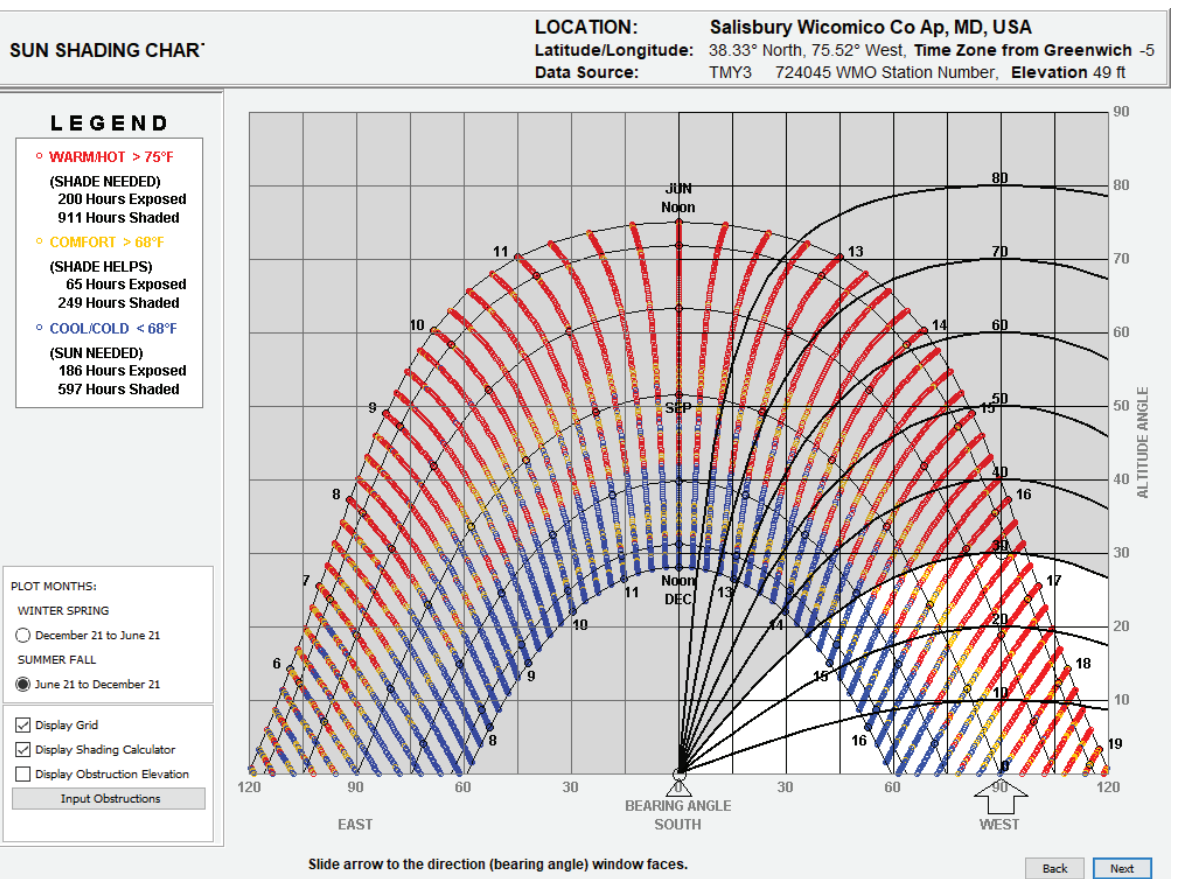 SUN SHADING CHAR
LOCATION: Salisbury Wicomico Co Ap, MD, USA
Latitude/Longitude: 38.33° North, 75.52° West, Time Zone from Greenwich -5
Data Source: TMY3 724045 WMO Station Number, Elevation 49 ft
LEGEND
WARM/HOT > 75°F
(SHADE NEEDED)
200 Hours Exposed
911 Hours Shaded
COMFORT > 68°F
(SHADE HELPS)
65 Hours Exposed
249 Hours Shaded
COOL/COLD < 68°F
(SUN NEEDED)
186 Hours Exposed
597 Hours Shaded
PLOT MONTHS:
WINTER SPRING
December 21 to June 21
SUMMER FALL
June 21 to December 21
Display Grid
Display Shading Calculator
Display Obstruction Elevation
Input Obstructions
90
80 80
JUN
Noon
11 13 70 70
10 14 60 60
9 SEP 15 50 50
8 40 16 40
7 Noon 30 17 30
DEC
11 13
10 14 20 20
6 9 15 18
10 10
8 16 0 19
ALTITUDE ANGLE
120 90 60 30 0 30 60 90 120
BEARING ANGLE
EAST SOUTH WEST
Slide arrow to the direction (bearing angle) window faces.
Back Next